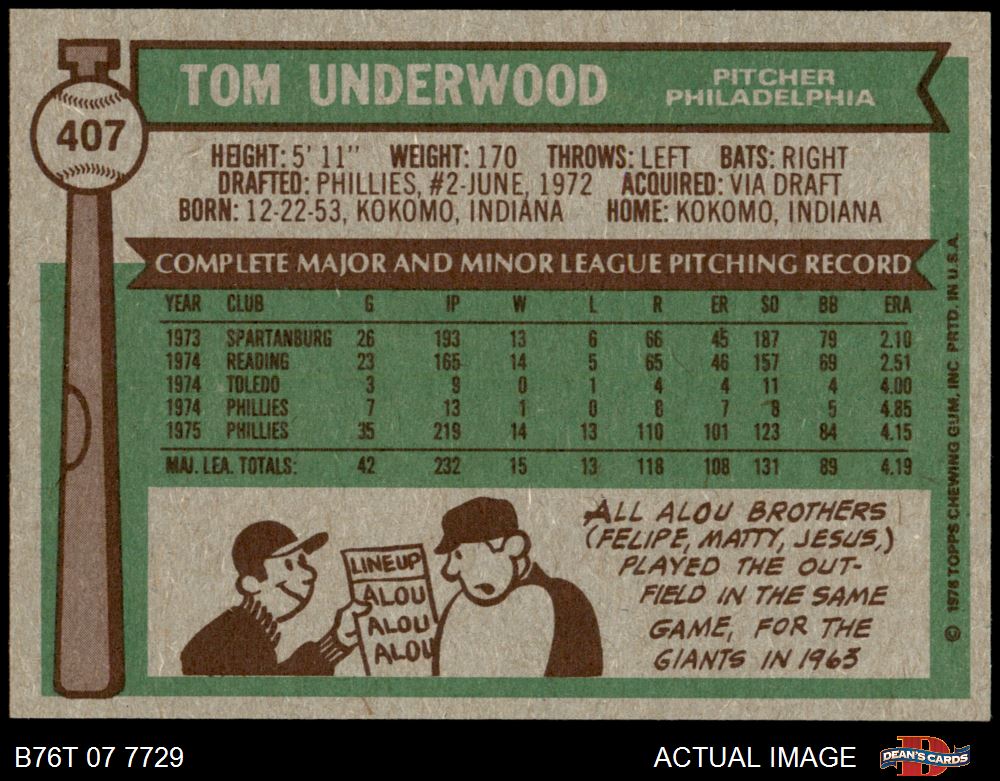 TOM UNDERWOOD
PITCHER
PHILADELPHIA
407
HEIGHT: 5' 11" WEIGHT: 170 THROWS: LEFT BATS: RIGHT
DRAFTED: PHILLIES, #2-JUNE, 1972 ACQUIRED: VIA DRAFT
BORN: 12-22-53, KOKOMO, INDIANA HOME: KOKOMO, INDIANA
COMPLETE MAJOR AND MINOR LEAGUE PITCHING RECORD
YEAR CLUB G IP W L R ER SO BB ERA
1973 SPARTANBURG 26 193 13 6 66 45 187 79 2.10
1974 READING 23 165 14 5 65 46 157 69 2.51
1974 TOLEDO 3 9 0 1 4 4 11 4 4.00
1974 PHILLIES 7 13 1 0 8 7 8 5 4.85
1975 PHILLIES 35 219 14 13 110 101 123 84 4.15
MAJ. LEA. TOTALS: 42 232 15 13 118 108 131 89 4.19
LINEUP
ALOU
ALOU
ALOU
ALL ALOU BROTHERS
(FELIPE, MATTY, JESUS,)
PLAYED THE OUT-
FIELD IN THE SAME
GAME, FOR THE
GIANTS IN 1963
© 1976 TOPPS CHEWING GUM, INC. PRTD. IN U.S.A.
B76T 07 7729
ACTUAL IMAGE
D
DEAN'S CARDS